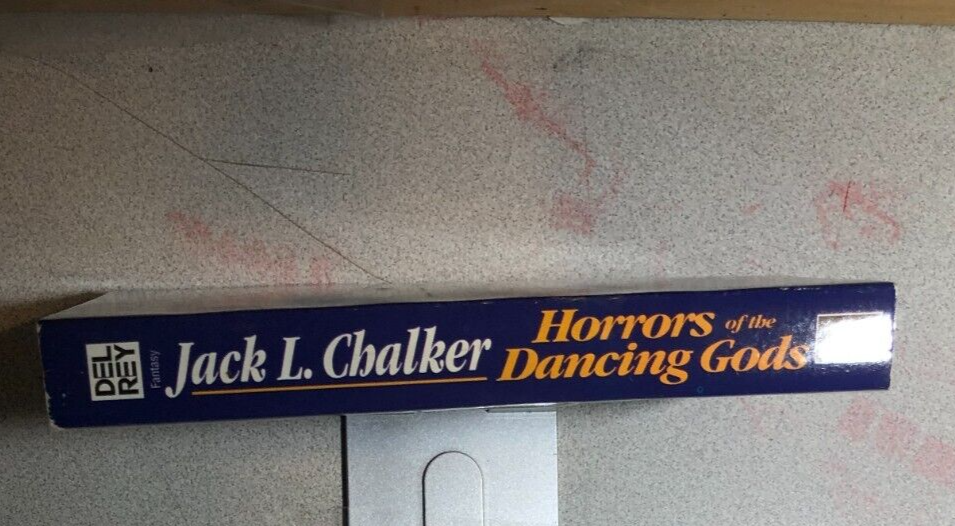 DEL
REY
Fantasy
Jack L. Chalker
Horrors of the
Dancing Gods